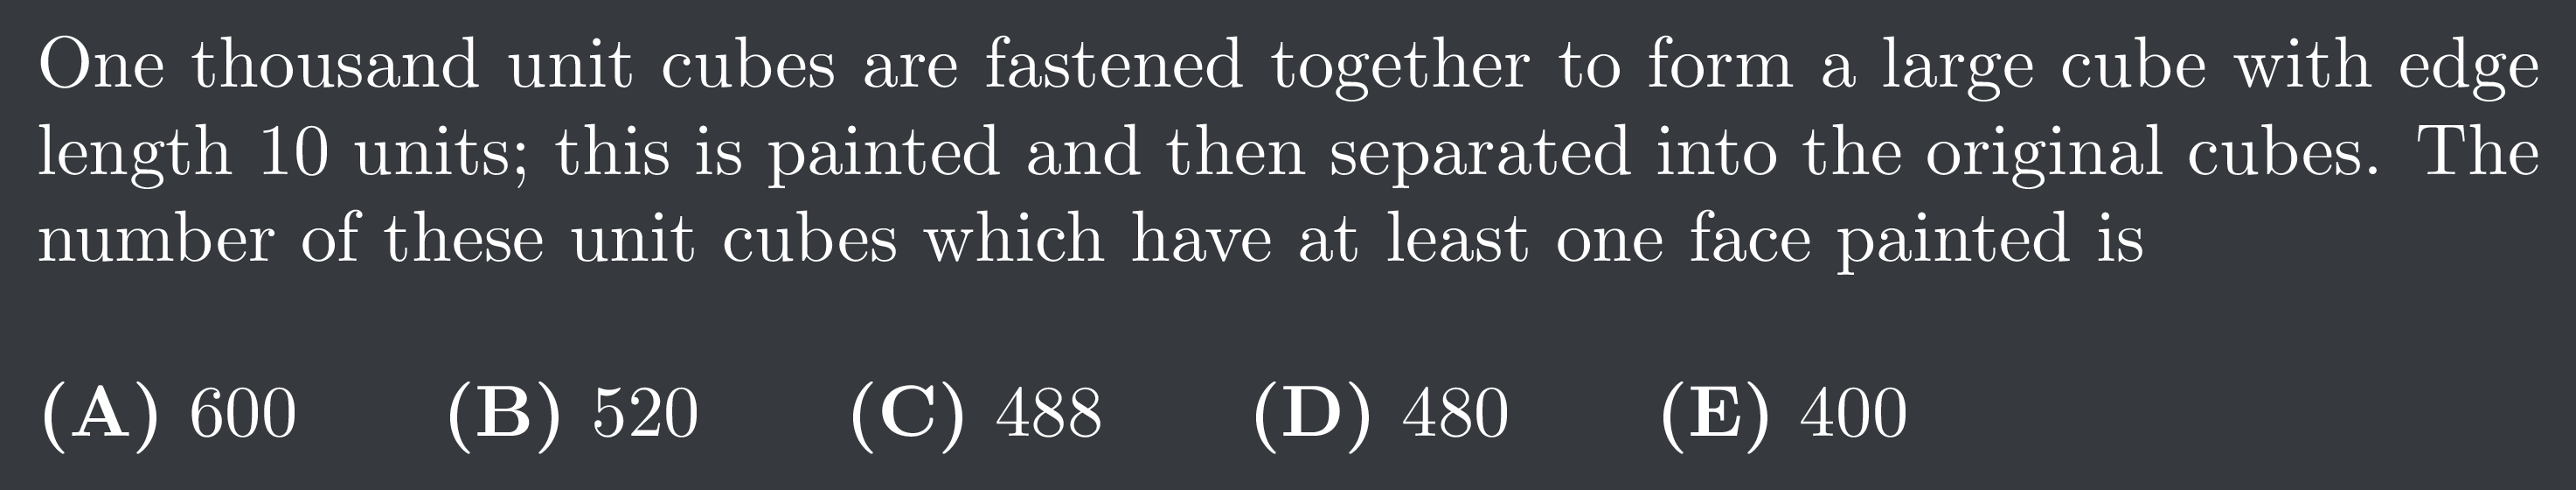 One thousand unit cubes are fastened together to form a large cube with edge
length 10 units; this is painted and then separated into the original cubes. The
number of these unit cubes which have at least one face painted is
(A) 600 (B) 520 (C) 488 (D) 480 (E) 400